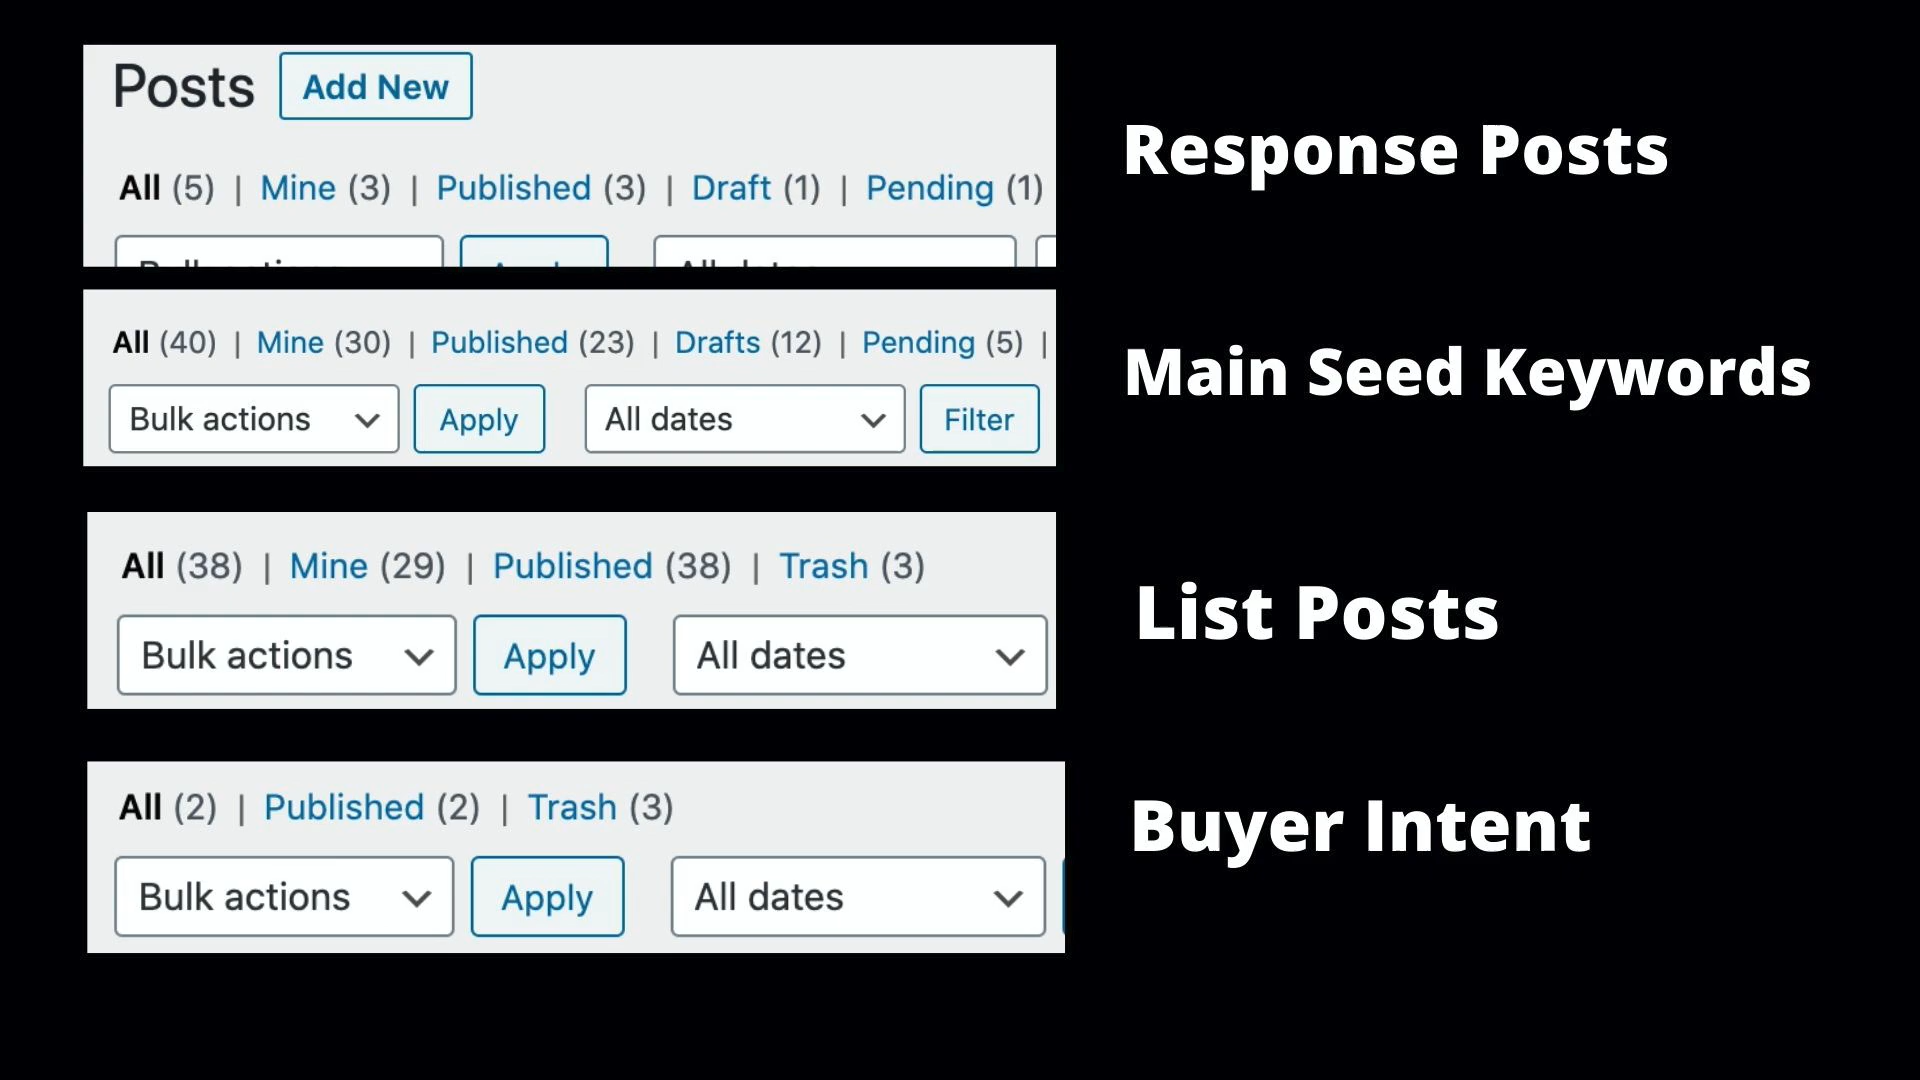 Posts Add New
All (5) | Mine (3) | Published (3) | Draft (1) | Pending (1)
Response Posts
All (40) | Mine (30) | Published (23) | Drafts (12) | Pending (5) |
Bulk actions Apply All dates Filter
Main Seed Keywords
All (38) | Mine (29) | Published (38) | Trash (3)
Bulk actions Apply All dates
List Posts
All (2) | Published (2) | Trash (3)
Bulk actions Apply All dates
Buyer Intent